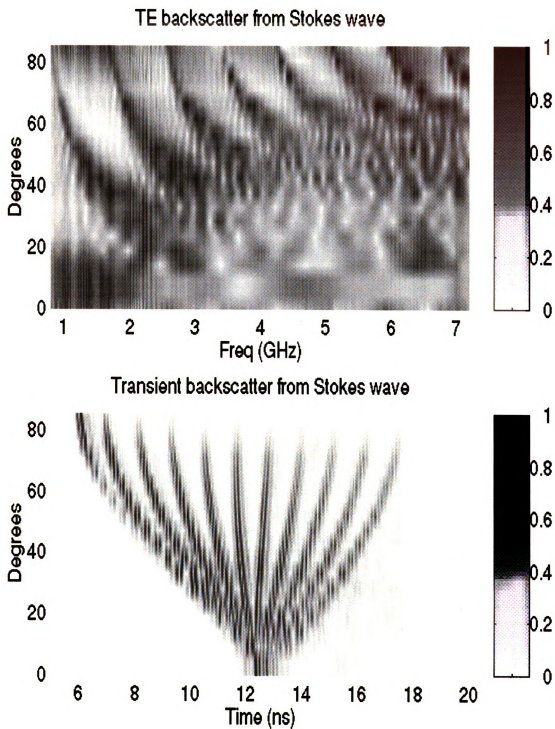 TE backscatter from Stokes wave
80
60
40
20
0
Degrees
1 2 3 4 5 6 7
Freq (GHz)
1
0.8
0.6
0.4
0.2
0
Transient backscatter from Stokes wave
80
60
40
20
0
Degrees
6 8 10 12 14 16 18 20
Time (ns)
1
0.8
0.6
0.4
0.2
0